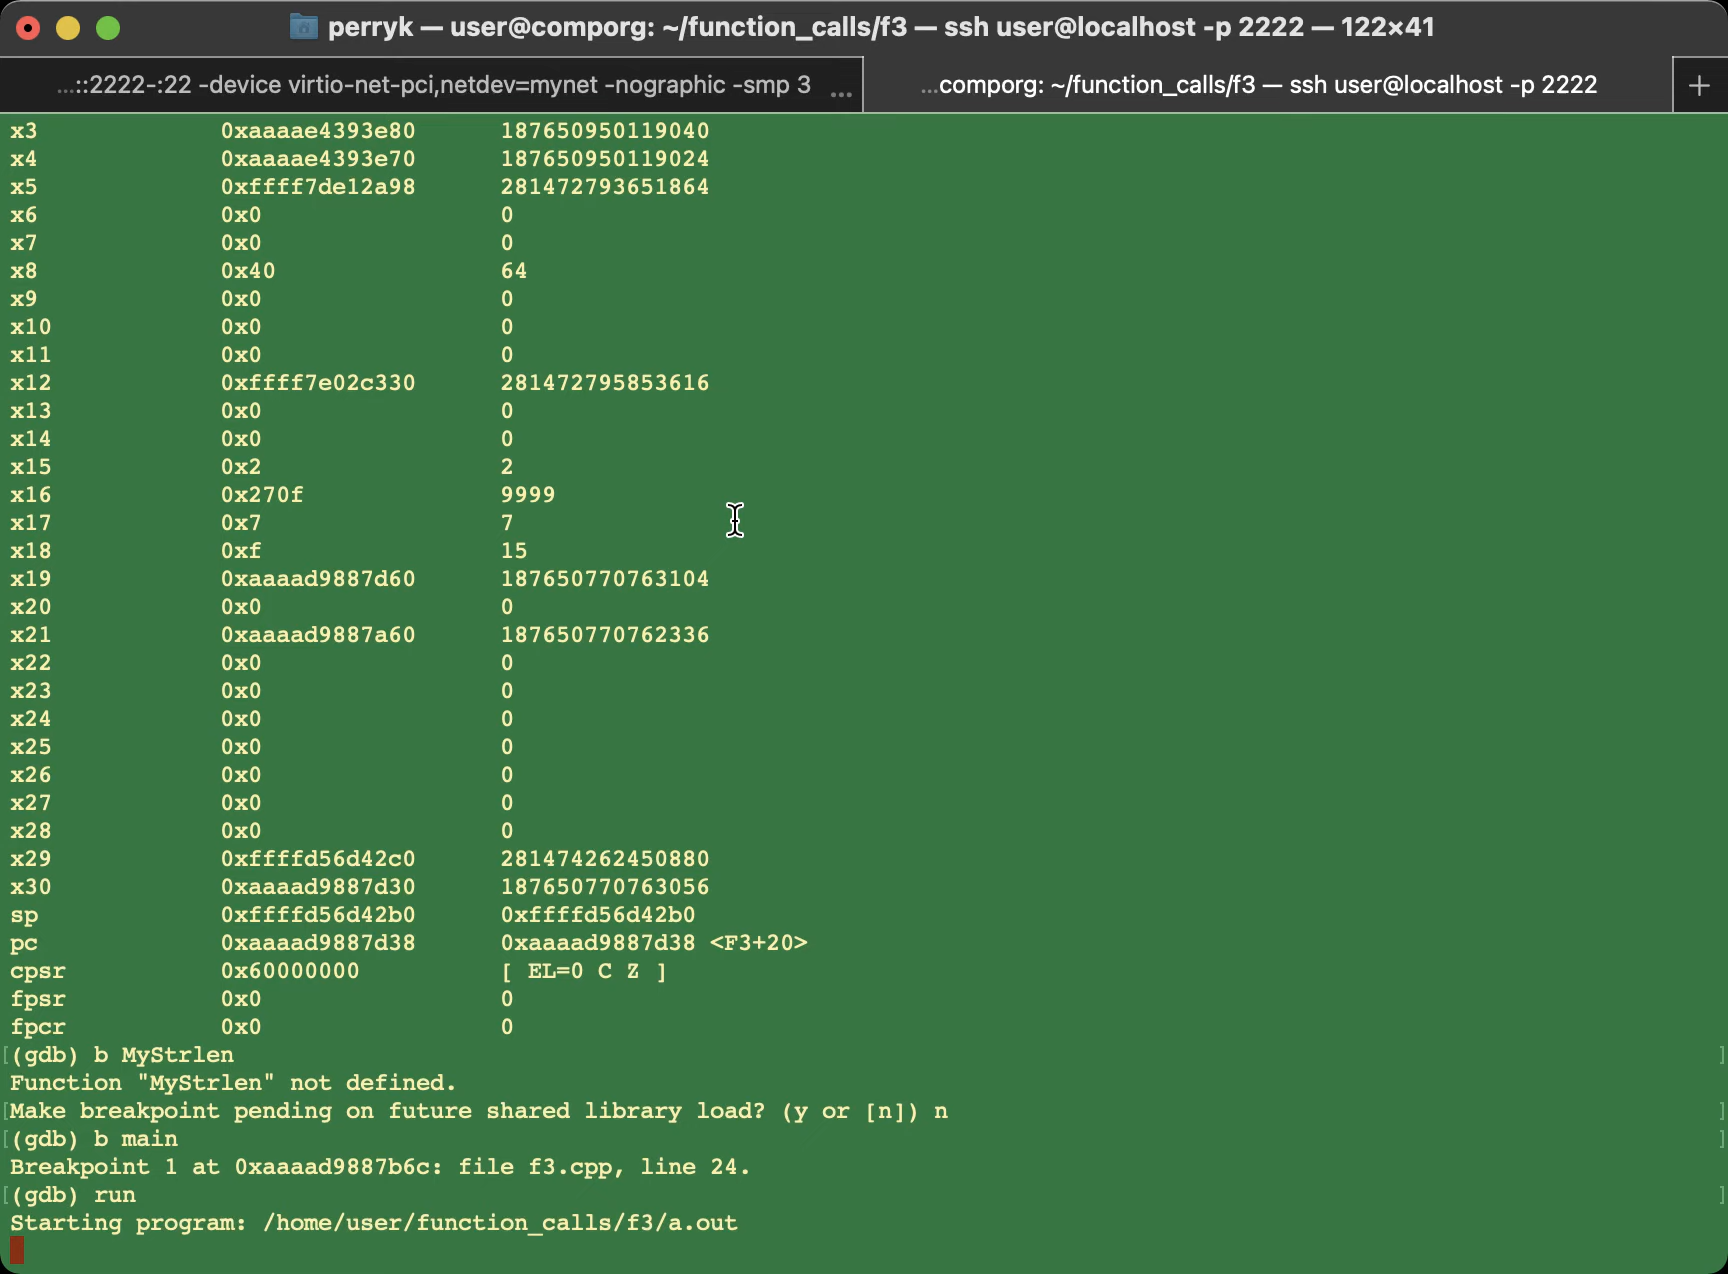 perryk — user@comporg: ~/function_calls/f3 — ssh user@localhost -p 2222 — 122×41
...::2222-:22 -device virtio-net-pci,netdev=mynet -nographic -smp 3 ...
...comporg: ~/function_calls/f3 — ssh user@localhost -p 2222 +
x3 0xaaaae4393e80 187650950119040
x4 0xaaaae4393e70 187650950119024
x5 0xffff7de12a98 281472793651864
x6 0x0 0
x7 0x0 0
x8 0x40 64
x9 0x0 0
x10 0x0 0
x11 0x0 0
x12 0xffff7e02c330 281472795853616
x13 0x0 0
x14 0x0 0
x15 0x2 2
x16 0x270f 9999
x17 0x7 7
x18 0xf 15
x19 0xaaaad9887d60 187650770763104
x20 0x0 0
x21 0xaaaad9887a60 187650770762336
x22 0x0 0
x23 0x0 0
x24 0x0 0
x25 0x0 0
x26 0x0 0
x27 0x0 0
x28 0x0 0
x29 0xffffd56d42c0 281474262450880
x30 0xaaaad9887d30 187650770763056
sp 0xffffd56d42b0 0xffffd56d42b0
pc 0xaaaad9887d38 0xaaaad9887d38 <F3+20>
cpsr 0x60000000 [ EL=0 C Z ]
fpsr 0x0 0
fpcr 0x0 0
[(gdb) b MyStrlen ]
Function "MyStrlen" not defined.
[Make breakpoint pending on future shared library load? (y or [n]) n ]
[(gdb) b main ]
Breakpoint 1 at 0xaaaad9887b6c: file f3.cpp, line 24.
[(gdb) run ]
Starting program: /home/user/function_calls/f3/a.out